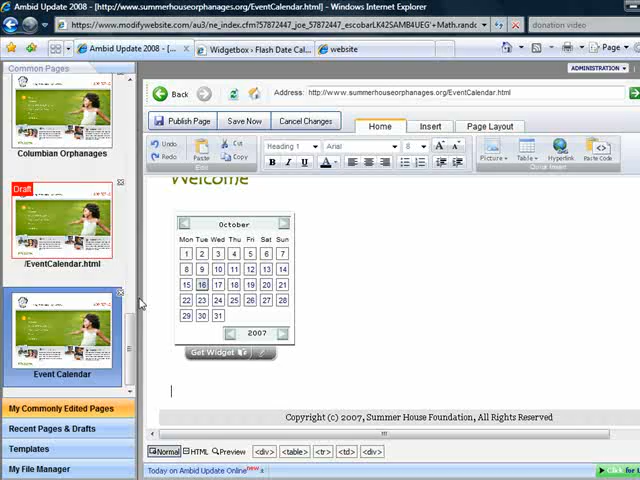 Ambid Update 2008 - [http://www.summerhouseorphanages.org/EventCalendar.html] - Windows Internet Explorer
https://www.modifywebsite.com/au3/ne_index.cfm?57872447_joe_57872447_escobarLK42SAMB4UEG'+Math.rando
donation video
Ambid Update 2008 - [...
Widgetbox › Flash Date Cal...
website
Page
Common Pages
ADMINISTRATION
Back
Address: http://www.summerhouseorphanages.org/EventCalendar.html
Publish Page
Save Now
Cancel Changes
Home
Insert
Page Layout
Columbian Orphanages
Undo
Redo
Paste
Cut
Copy
Edit
Heading 1
Arial
8
B I U A
Picture
Table
Hyperlink
Paste Code
Quick Insert
Welcome
Draft
/EventCalendar.html
October
Mon Tue Wed Thu Fri Sat Sun
1 2 3 4 5 6 7
8 9 10 11 12 13 14
15 16 17 18 19 20 21
22 23 24 25 26 27 28
29 30 31
2007
Get Widget
Event Calendar
My Commonly Edited Pages
Recent Pages & Drafts
Templates
My File Manager
Copyright (c) 2007, Summer House Foundation, All Rights Reserved
Normal
HTML
Preview
<div> <table> <tr> <td> <div>
Today on Ambid Update Online new
Click for L